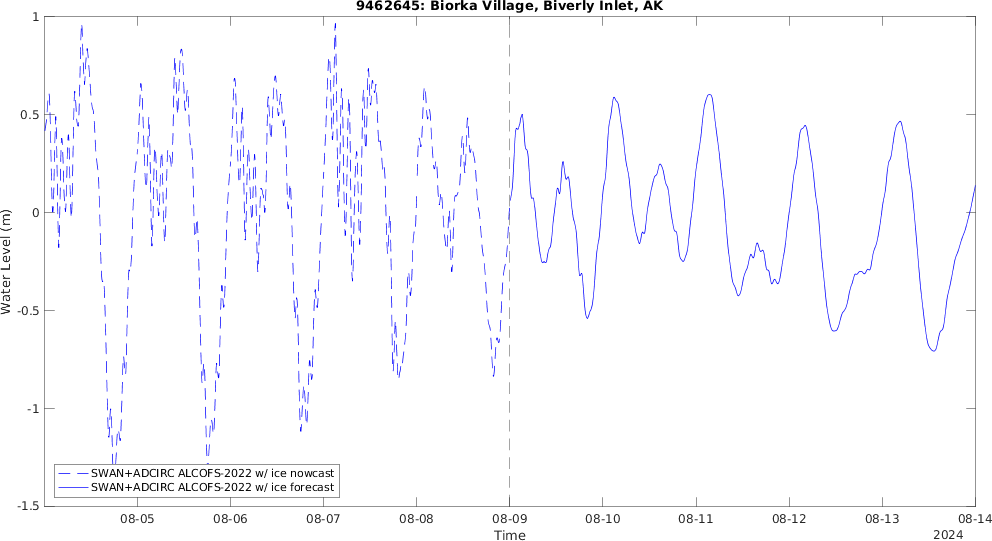 9462645: Biorka Village, Biverly Inlet, AK
Water Level (m)
1
0.5
0
-0.5
-1
-1.5
SWAN+ADCIRC ALCOFS-2022 w/ ice nowcast
SWAN+ADCIRC ALCOFS-2022 w/ ice forecast
08-05 08-06 08-07 08-08 08-09 08-10 08-11 08-12 08-13 08-14
Time
2024